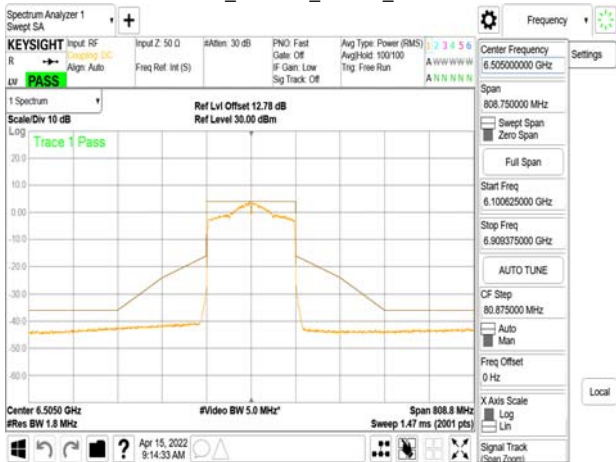 Spectrum Analyzer 1
Swept SA
Frequency
KEYSIGHT
R
LV
PASS
Input: RF
Coupling: DC
Align: Auto
Input Z: 50 Ω
Freq Ref: Int (S)
#Atten: 30 dB
PNO: Fast
Gate: Off
IF Gain: Low
Sig Track: Off
Avg Type: Power (RMS)
Avg|Hold: 100/100
Trig: Free Run
1 2 3 4 5 6
A W W W W W
A N N N N N
1 Spectrum
Scale/Div 10 dB
Ref Lvl Offset 12.78 dB
Ref Level 30.00 dBm
Log
Trace 1 Pass
20.0
10.0
0.00
-10.0
-20.0
-30.0
-40.0
-50.0
-60.0
Center 6.5050 GHz
#Res BW 1.8 MHz
#Video BW 5.0 MHz*
Span 808.8 MHz
Sweep 1.47 ms (2001 pts)
Apr 15, 2022
9:14:33 AM
Center Frequency
6.505000000 GHz
Settings
Span
808.750000 MHz
Swept Span
Zero Span
Full Span
Start Freq
6.100625000 GHz
Stop Freq
6.909375000 GHz
AUTO TUNE
CF Step
80.875000 MHz
Auto
Man
Freq Offset
0 Hz
X Axis Scale
Log
Lin
Local
Signal Track
(Span Zoom)